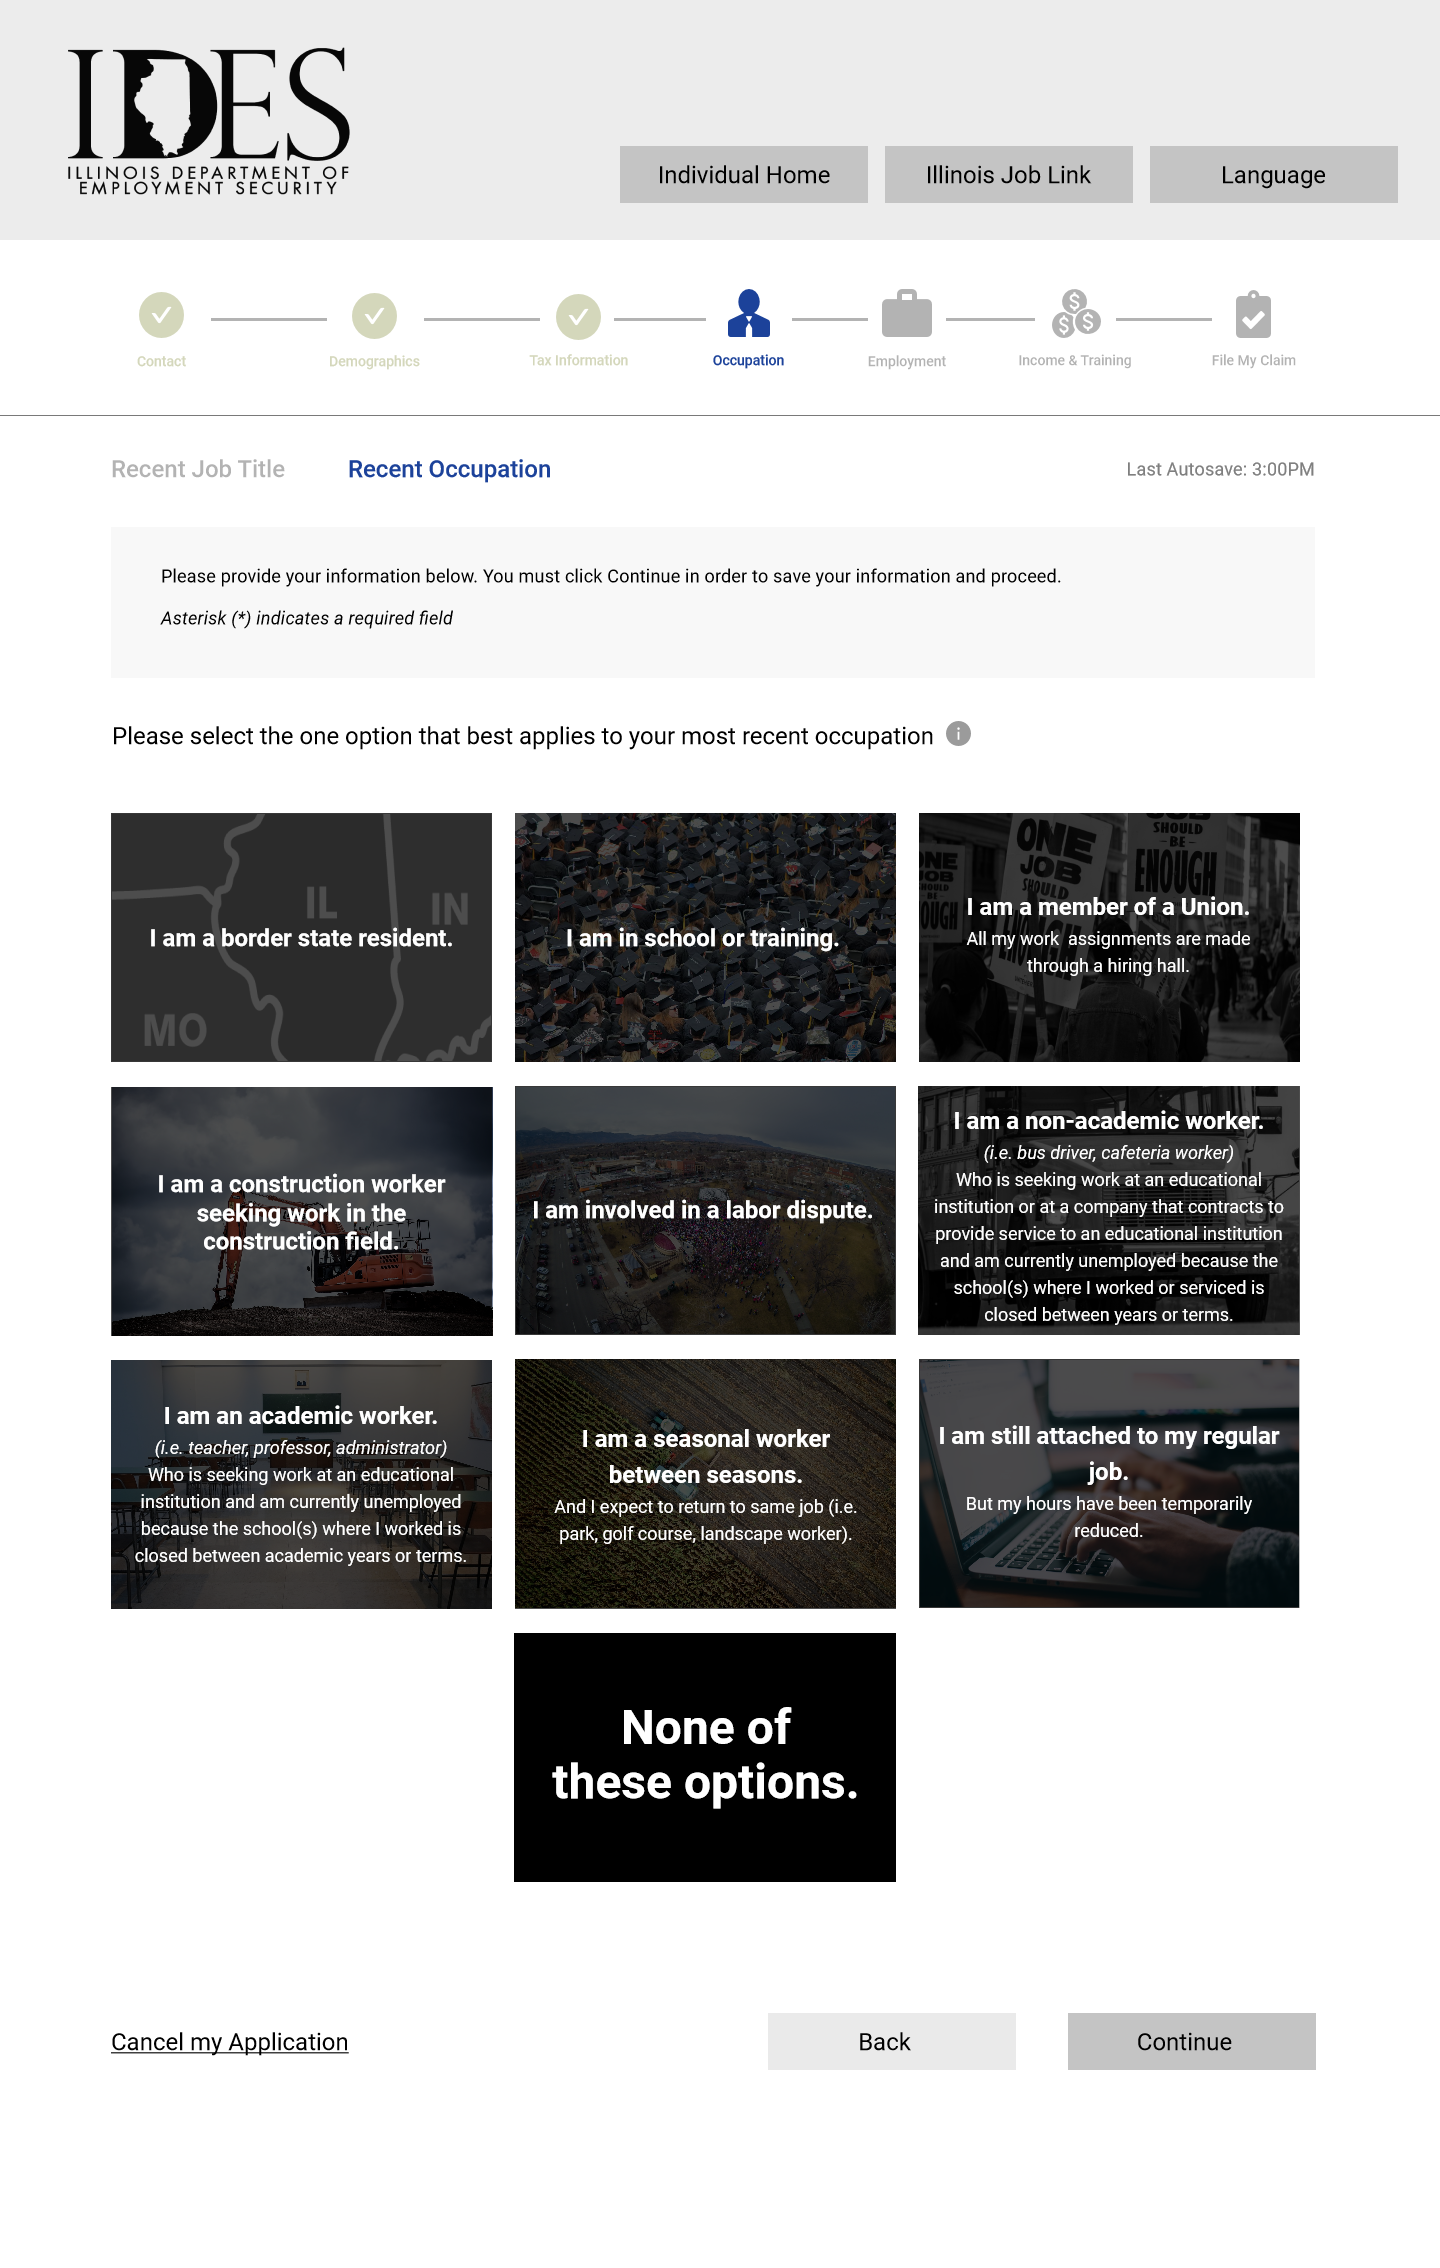 IDES
ILLINOIS DEPARTMENT OF
EMPLOYMENT SECURITY
Individual Home
Illinois Job Link
Language
Contact
Demographics
Tax Information
Occupation
Employment
Income & Training
File My Claim
Recent Job Title
Recent Occupation
Last Autosave: 3:00PM
Please provide your information below. You must click Continue in order to save your information and proceed.
Asterisk (*) indicates a required field
Please select the one option that best applies to your most recent occupation
IL
IN
MO
I am a border state resident.
I am in school or training.
ONE
JOB
SHOULD
JOB
SHOULD
-BE-
ENOUGH
I am a member of a Union.
All my work assignments are made
through a hiring hall.
I am a construction worker
seeking work in the
construction field.
I am involved in a labor dispute.
I am a non-academic worker.
(i.e. bus driver, cafeteria worker)
Who is seeking work at an educational
institution or at a company that contracts to
provide service to an educational institution
and am currently unemployed because the
school(s) where I worked or serviced is
closed between years or terms.
I am an academic worker.
(i.e. teacher, professor, administrator)
Who is seeking work at an educational
institution and am currently unemployed
because the school(s) where I worked is
closed between academic years or terms.
I am a seasonal worker
between seasons.
And I expect to return to same job (i.e.
park, golf course, landscape worker).
I am still attached to my regular
job.
But my hours have been temporarily
reduced.
None of
these options.
Cancel my Application
Back
Continue